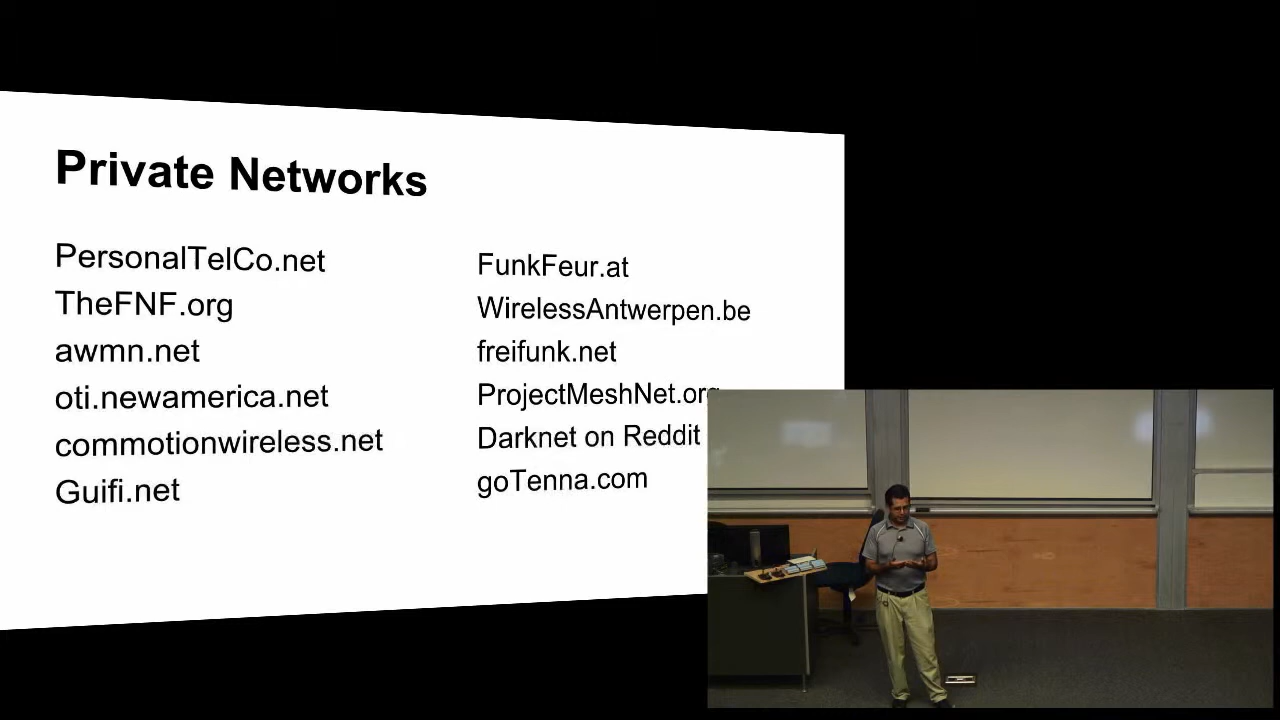 Private Networks
PersonalTelCo.net
TheFNF.org
awmn.net
oti.newamerica.net
commotionwireless.net
Guifi.net
FunkFeur.at
WirelessAntwerpen.be
freifunk.net
ProjectMeshNet.org
Darknet on Reddit
goTenna.com